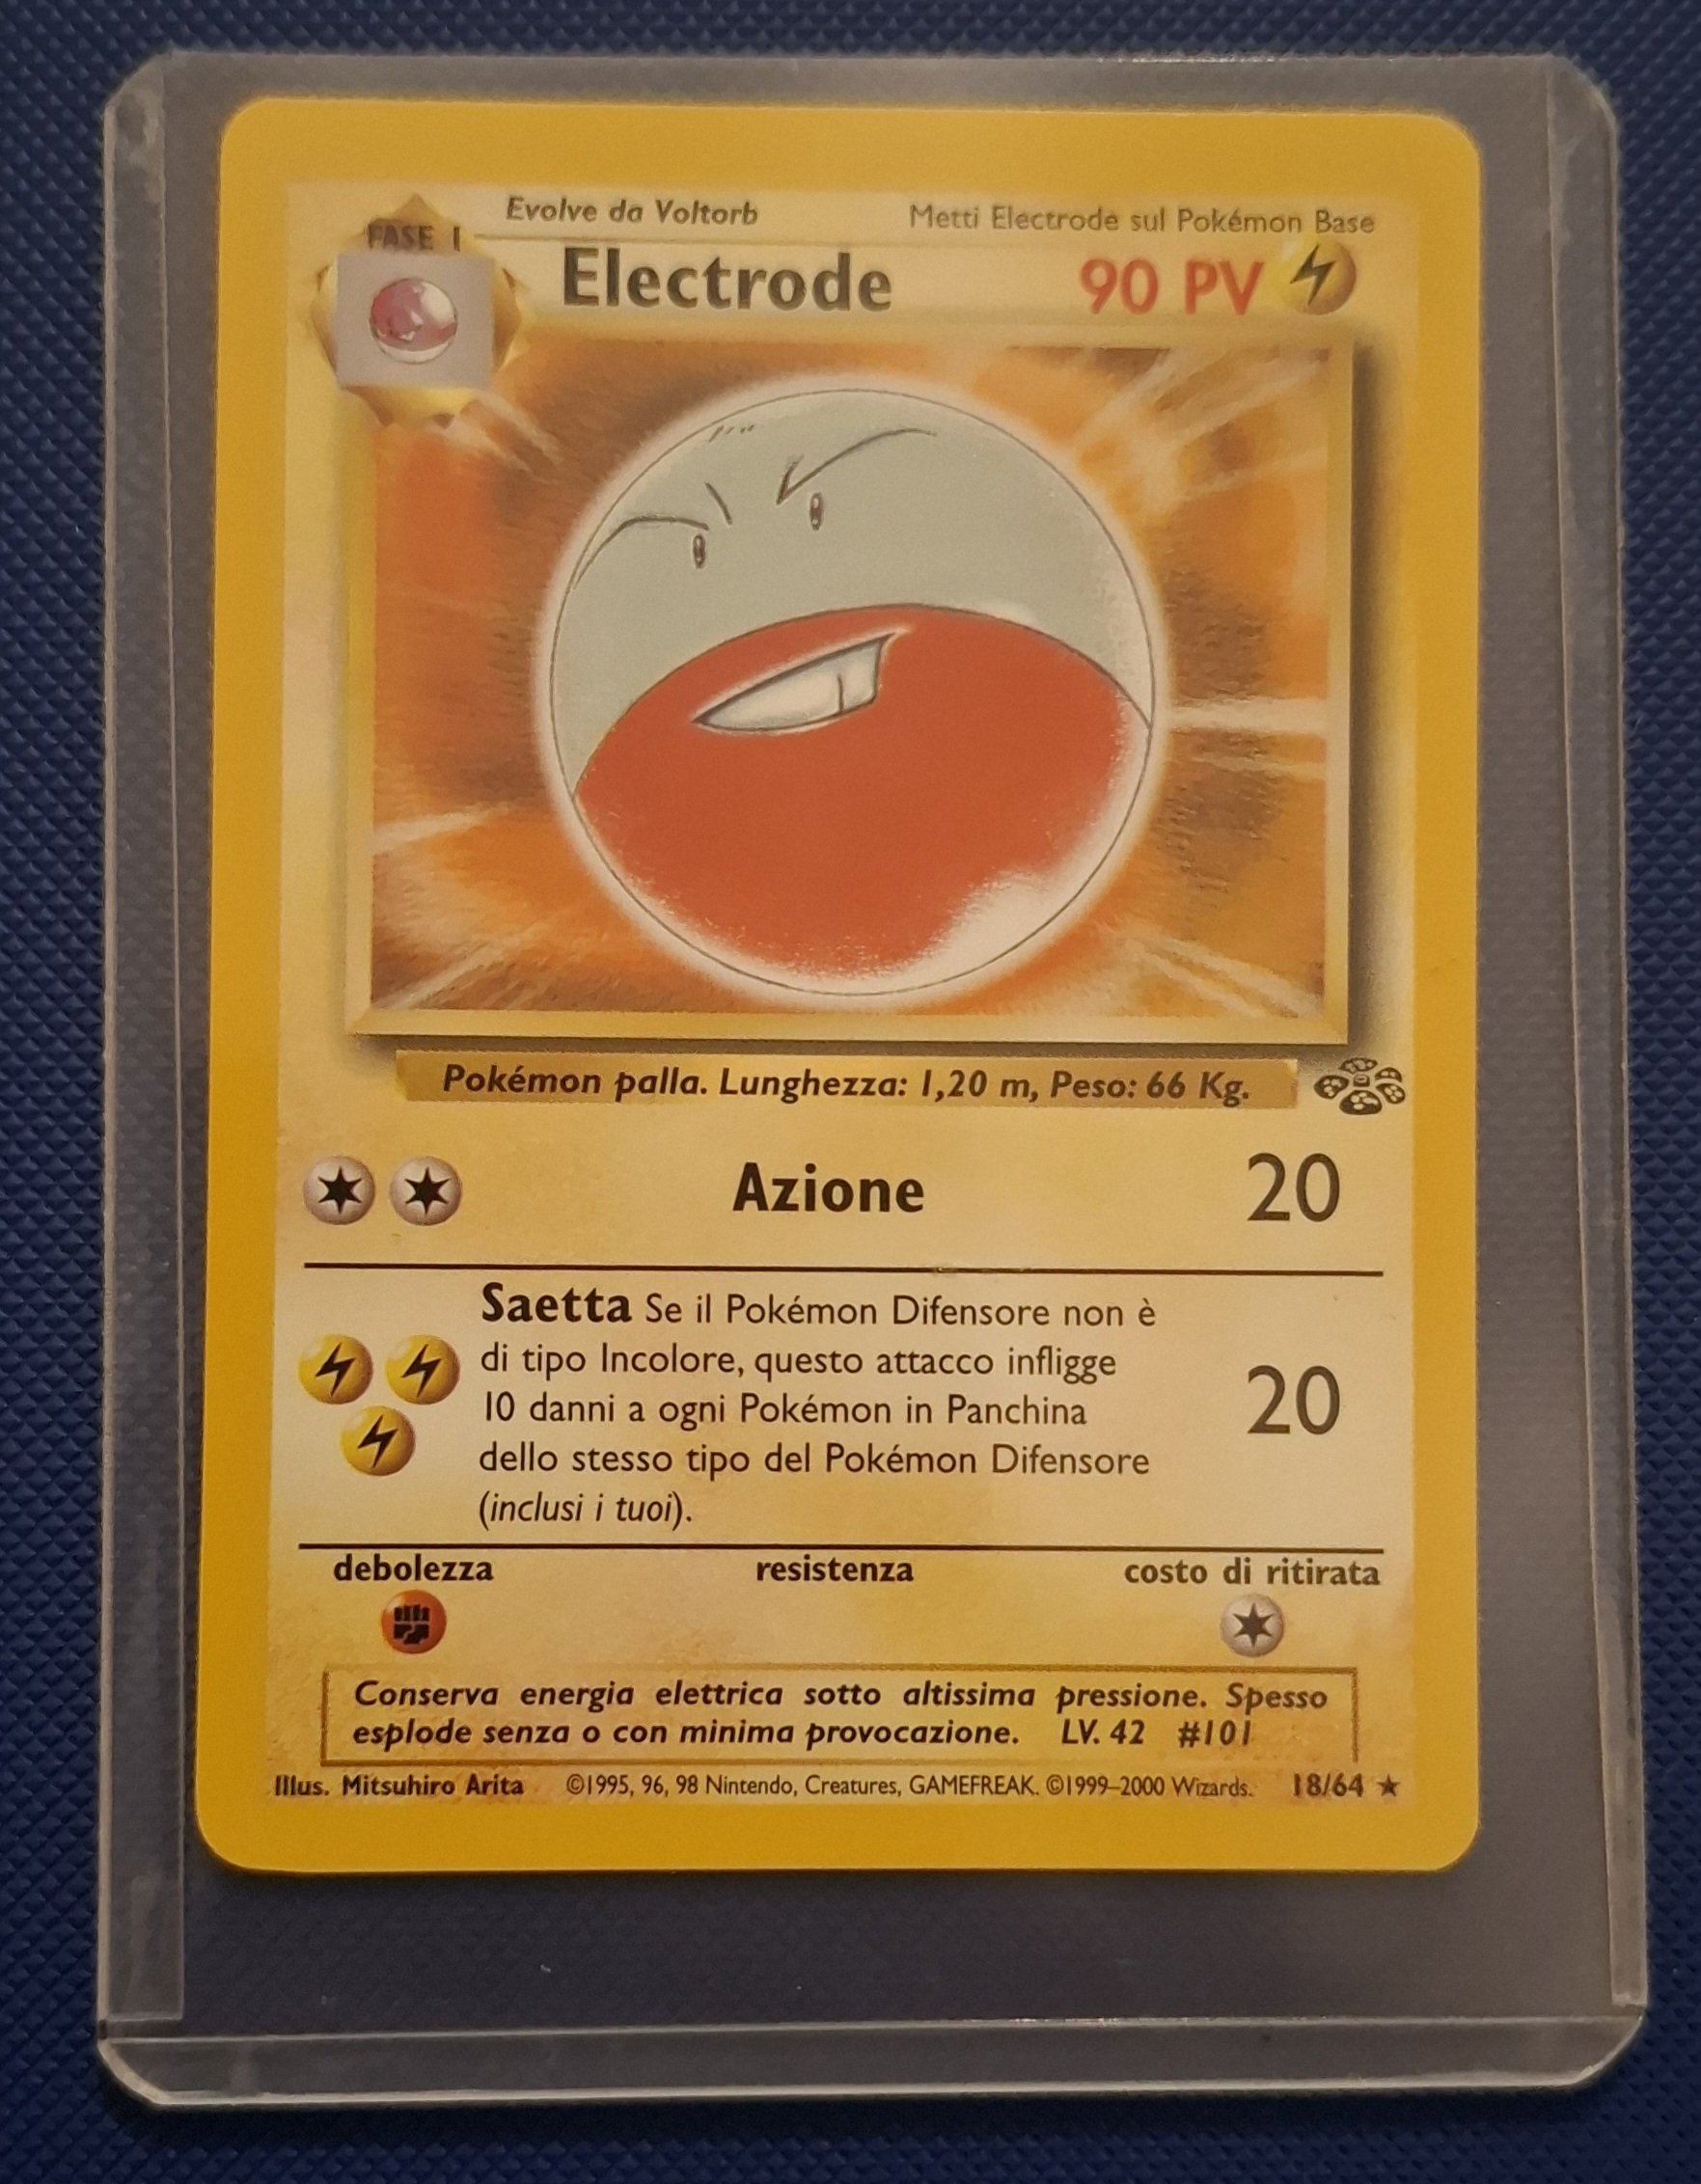 Evolve da Voltorb
Metti Electrode sul Pokémon Base
FASE 1
Electrode
90 PV
Pokémon palla. Lunghezza: 1,20 m, Peso: 66 Kg.
Azione
20
Saetta Se il Pokémon Difensore non è
di tipo Incolore, questo attacco infligge
10 danni a ogni Pokémon in Panchina
dello stesso tipo del Pokémon Difensore
(inclusi i tuoi).
20
debolezza
resistenza
costo di ritirata
Conserva energia elettrica sotto altissima pressione. Spesso
esplode senza o con minima provocazione. LV. 42 #101
Illus. Mitsuhiro Arita
©1995, 96, 98 Nintendo, Creatures, GAMEFREAK. ©1999–2000 Wizards.
18/64 ★